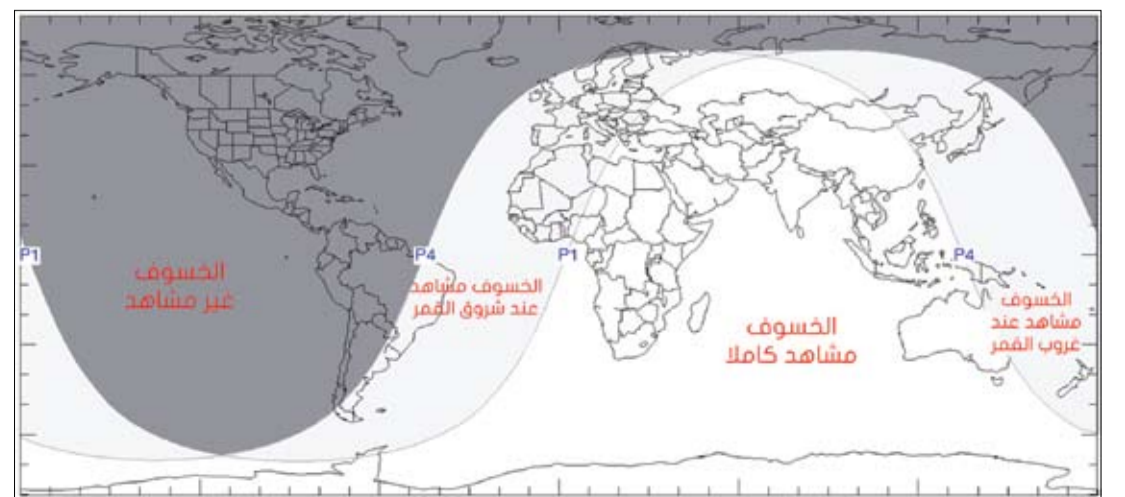 P1
P4
P1
P4
الخسوف
غير مشاهد
الخسوف مشاهد
عند شروق القمر
الخسوف
مشاهد كاملا
الخسوف
مشاهد عند
غروب القمر